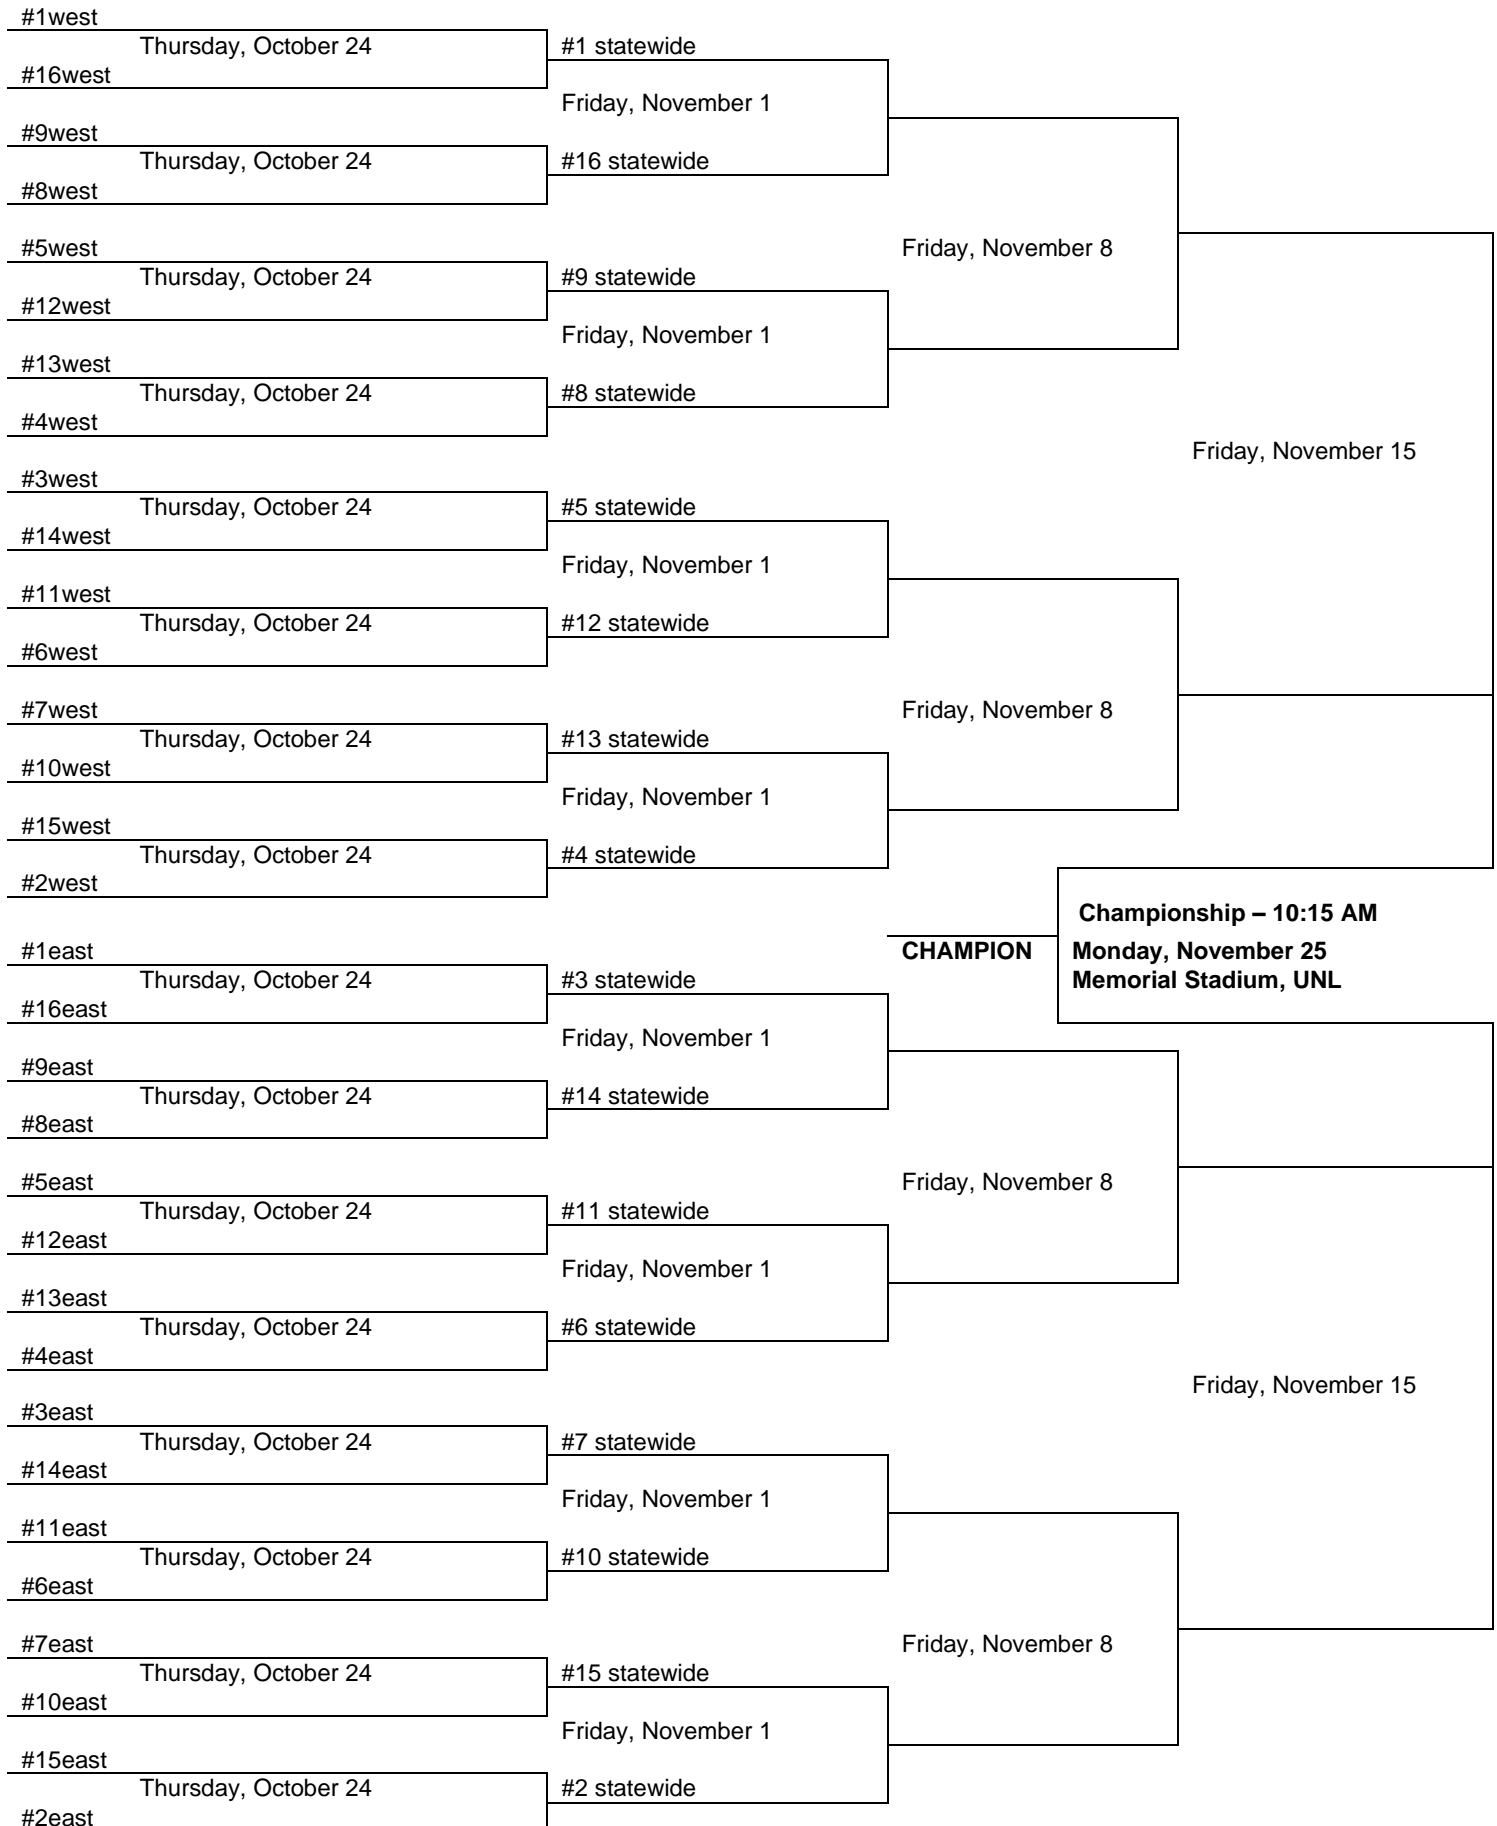 #1west
Thursday, October 24
#1 statewide
#16west
Friday, November 1
#9west
Thursday, October 24
#16 statewide
#8west
#5west
Friday, November 8
Thursday, October 24
#9 statewide
#12west
Friday, November 1
#13west
Thursday, October 24
#8 statewide
#4west
Friday, November 15
#3west
Thursday, October 24
#5 statewide
#14west
Friday, November 1
#11west
Thursday, October 24
#12 statewide
#6west
#7west
Friday, November 8
Thursday, October 24
#13 statewide
#10west
Friday, November 1
#15west
Thursday, October 24
#4 statewide
#2west
Championship – 10:15 AM
#1east
CHAMPION
Monday, November 25
Thursday, October 24
#3 statewide
Memorial Stadium, UNL
#16east
Friday, November 1
#9east
Thursday, October 24
#14 statewide
#8east
#5east
Friday, November 8
Thursday, October 24
#11 statewide
#12east
Friday, November 1
#13east
Thursday, October 24
#6 statewide
#4east
Friday, November 15
#3east
Thursday, October 24
#7 statewide
#14east
Friday, November 1
#11east
Thursday, October 24
#10 statewide
#6east
#7east
Friday, November 8
Thursday, October 24
#15 statewide
#10east
Friday, November 1
#15east
Thursday, October 24
#2 statewide
#2east